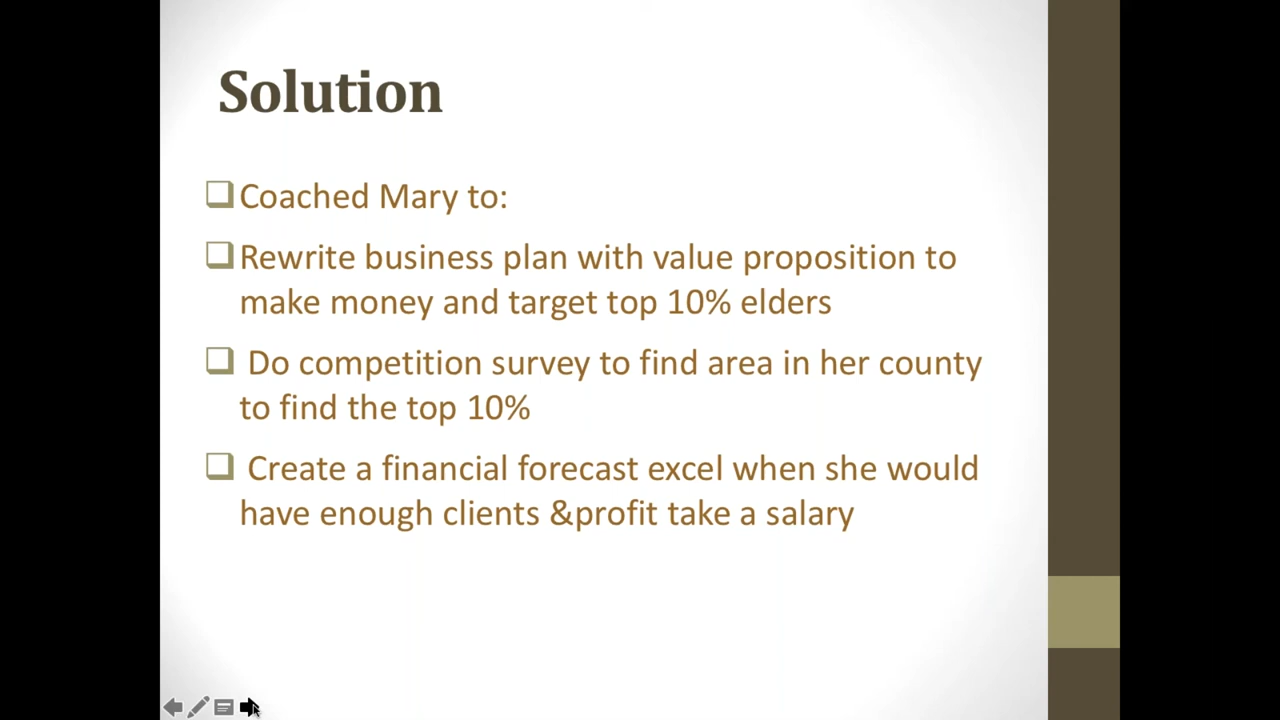 Solution
Coached Mary to:
Rewrite business plan with value proposition to
make money and target top 10% elders
Do competition survey to find area in her county
to find the top 10%
Create a financial forecast excel when she would
have enough clients &profit take a salary